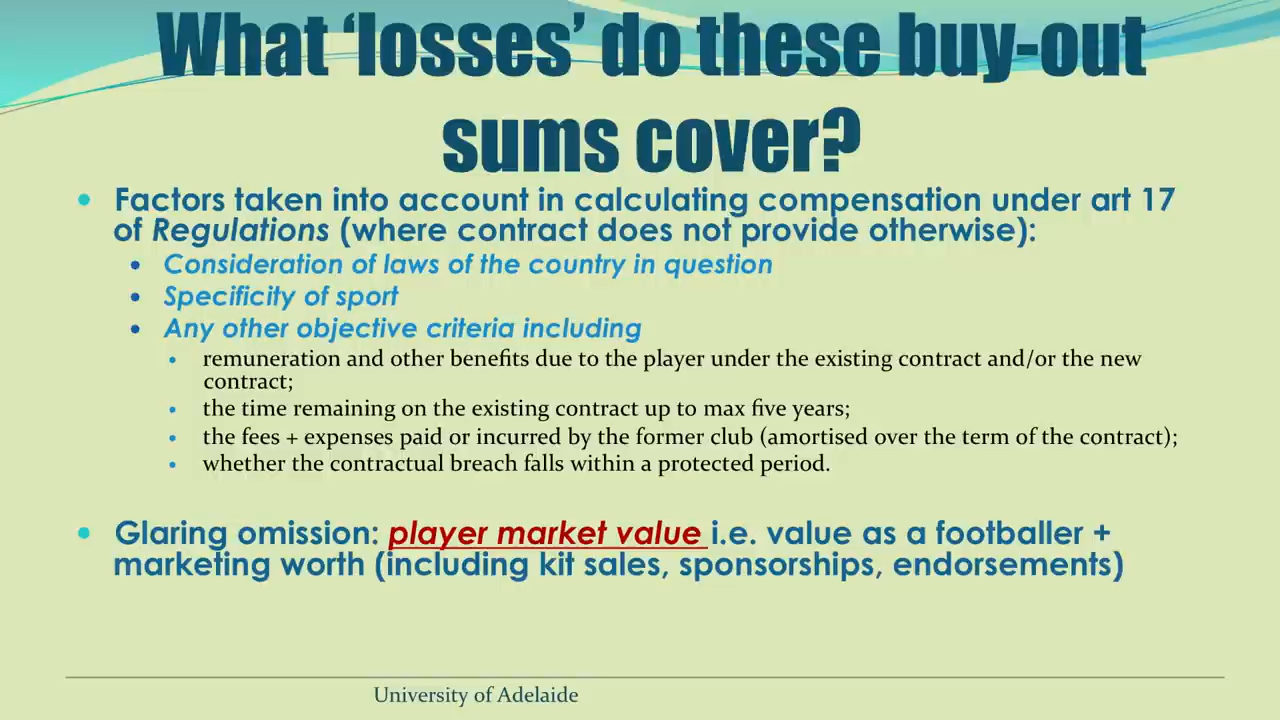 What ‘losses’ do these buy-out
sums cover?
• Factors taken into account in calculating compensation under art 17
of Regulations (where contract does not provide otherwise):
• Consideration of laws of the country in question
• Specificity of sport
• Any other objective criteria including
• remuneration and other benefits due to the player under the existing contract and/or the new
contract;
• the time remaining on the existing contract up to max five years;
• the fees + expenses paid or incurred by the former club (amortised over the term of the contract);
• whether the contractual breach falls within a protected period.
• Glaring omission: player market value i.e. value as a footballer +
marketing worth (including kit sales, sponsorships, endorsements)
University of Adelaide